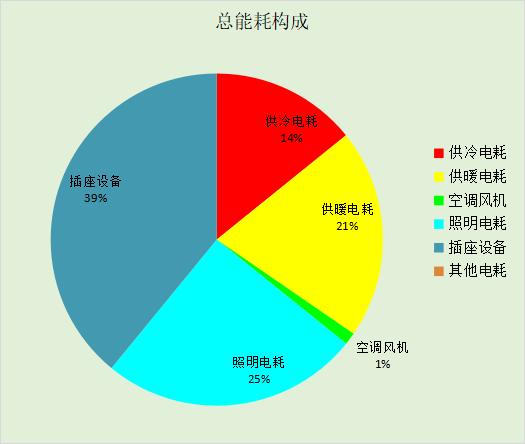 总能耗构成
供冷电耗
14%
供暖电耗
21%
空调风机
1%
照明电耗
25%
插座设备
39%
供冷电耗
供暖电耗
空调风机
照明电耗
插座设备
其他电耗